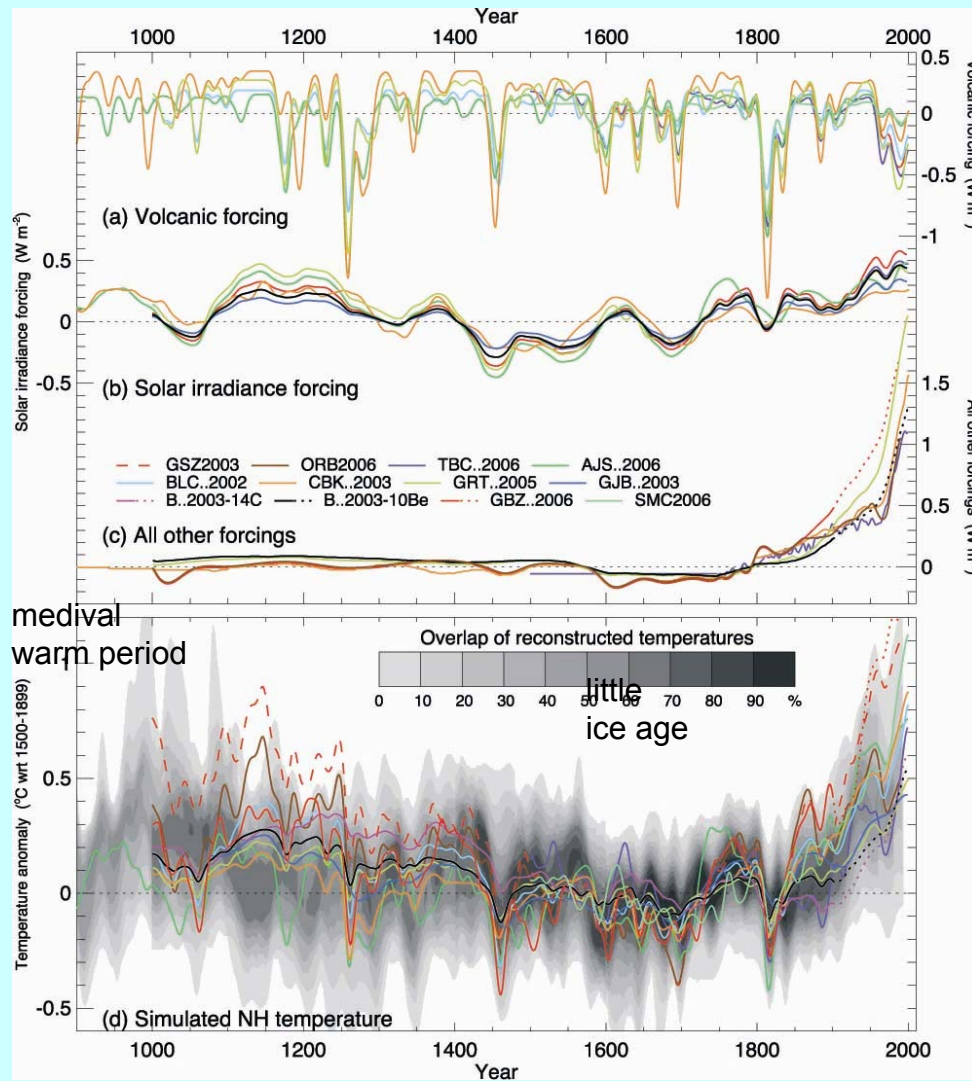 Year
1000 1200 1400 1600 1800 2000
0.5
0
-0.5
-1
(a) Volcanic forcing
Solar irradiance forcing (W m-2)
0.5
0
-0.5
(b) Solar irradiance forcing
1.5
1
0.5
0
GSZ2003 ORB2006 TBC..2006 AJS..2006
BLC..2002 CBK..2003 GRT..2005 GJB..2003
B..2003-14C B..2003-10Be GBZ..2006 SMC2006
(c) All other forcings
medival
warm period
Overlap of reconstructed temperatures
0 10 20 30 40 50 60 70 80 90 %
little
ice age
Temperature anomaly (°C wrt 1500-1899)
0.5
0
-0.5
(d) Simulated NH temperature
1000 1200 1400 1600 1800 2000
Year